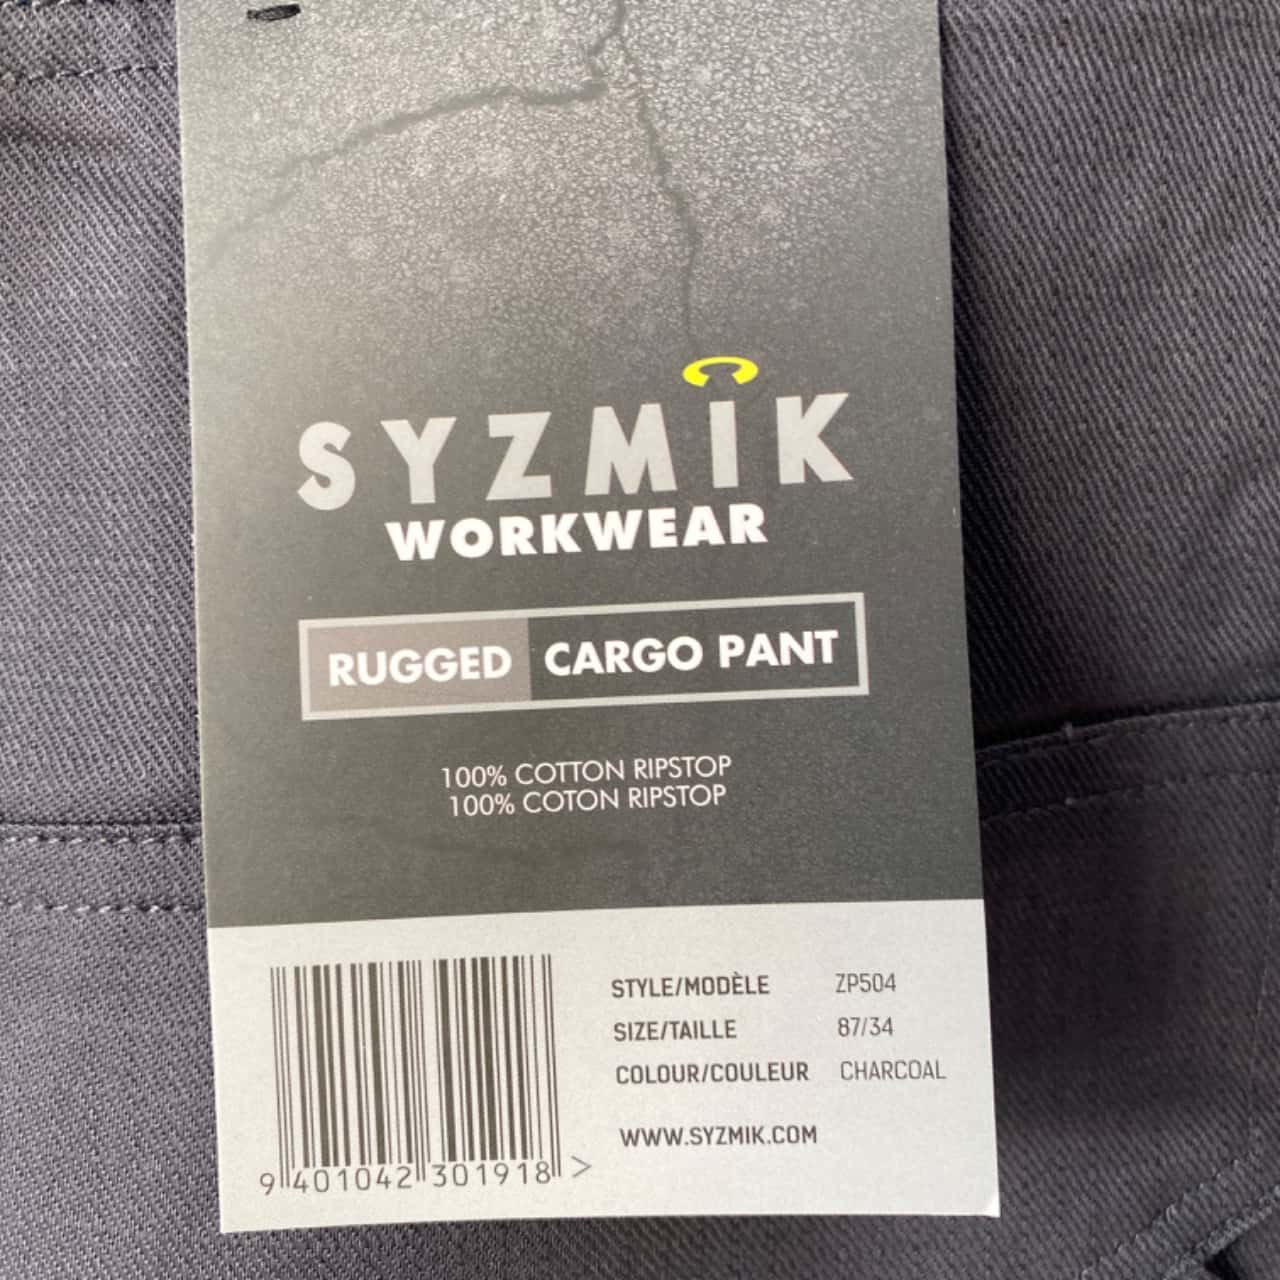 SYZMIK
WORKWEAR
RUGGED CARGO PANT
100% COTTON RIPSTOP
100% COTON RIPSTOP
STYLE/MODÈLE ZP504
SIZE/TAILLE 87/34
COLOUR/COULEUR CHARCOAL
WWW.SYZMIK.COM
9 401042 301918 >